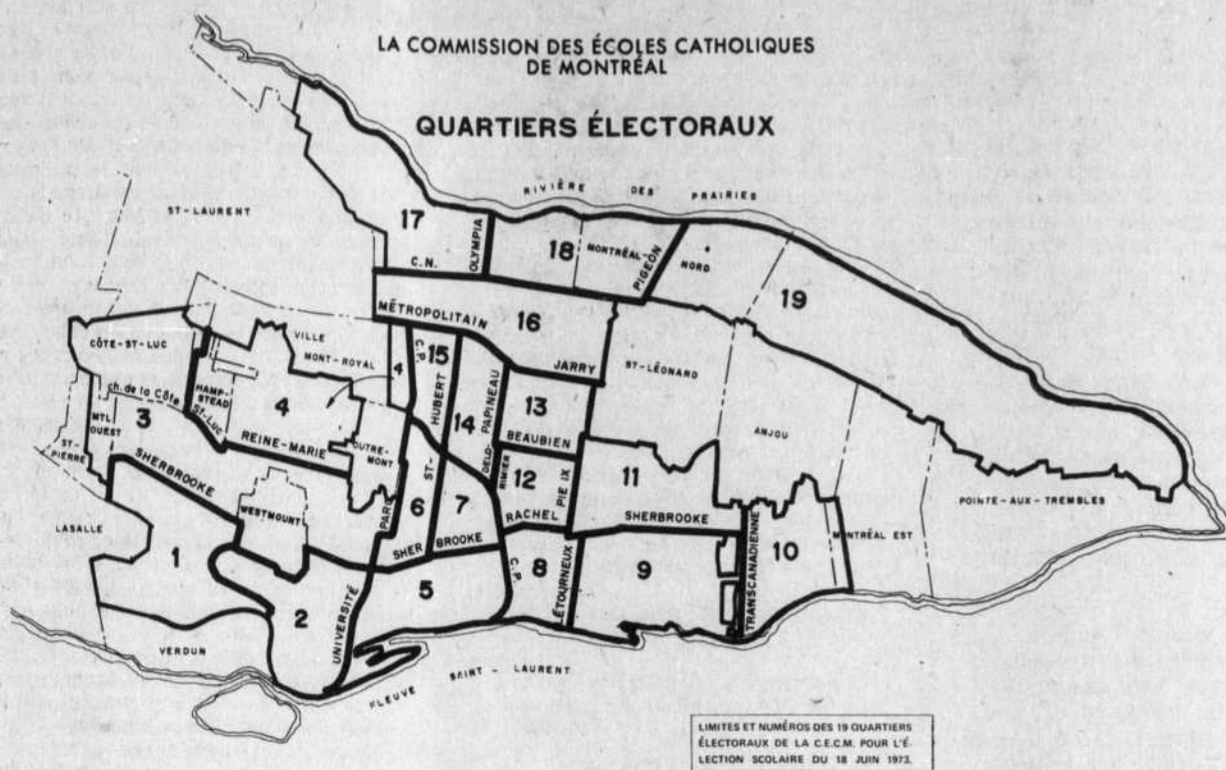 LA COMMISSION DES ÉCOLES CATHOLIQUES
DE MONTRÉAL
QUARTIERS ÉLECTORAUX
RIVIÈRE DES PRAIRIES
ST-LAURENT
17
C.N.
OLYMPIA
18
MONTRÉAL
PIGEON
NORD
19
MÉTROPOLITAIN
16
JARRY
CÔTE-ST-LUC
VILLE
MONT-ROYAL
4
C.P.
15
HUBERT
ST-
14
PAPINEAU
DELO-
RIMIER
13
BEAUBIEN
ST-LÉONARD
ANJOU
ch. de la Côte
ST-LUC
HAMP-
STEAD
4
REINE-MARIE
OUTRE-
MONT
MTL
OUEST
3
ST-
PIERRE
SHERBROOKE
WESTMOUNT
PARC
6
7
12
RACHEL
PIE IX
11
SHERBROOKE
POINTE-AUX-TREMBLES
MONTRÉAL EST
LASALLE
1
2
UNIVERSITÉ
SHERBROOKE
5
C.P.
8
ÉTOURNEUX
9
TRANSCANADIENNE
10
VERDUN
FLEUVE SAINT-LAURENT
LIMITES ET NUMÉROS DES 19 QUARTIERS
ÉLECTORAUX DE LA C.E.C.M. POUR L'É-
LECTION SCOLAIRE DU 18 JUIN 1973.